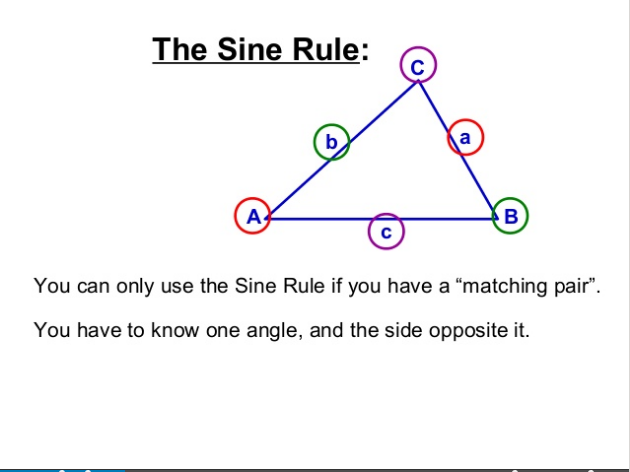 The Sine Rule:
C
b
a
A
B
c
You can only use the Sine Rule if you have a “matching pair”.
You have to know one angle, and the side opposite it.